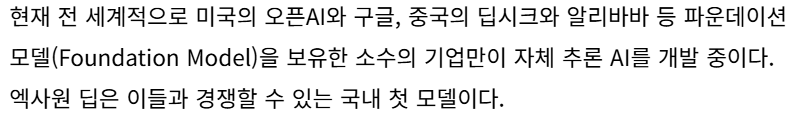 현재 전 세계적으로 미국의 오픈AI와 구글, 중국의 딥시크와 알리바바 등 파운데이션
모델(Foundation Model)을 보유한 소수의 기업만이 자체 추론 AI를 개발 중이다.
엑사원 딥은 이들과 경쟁할 수 있는 국내 첫 모델이다.